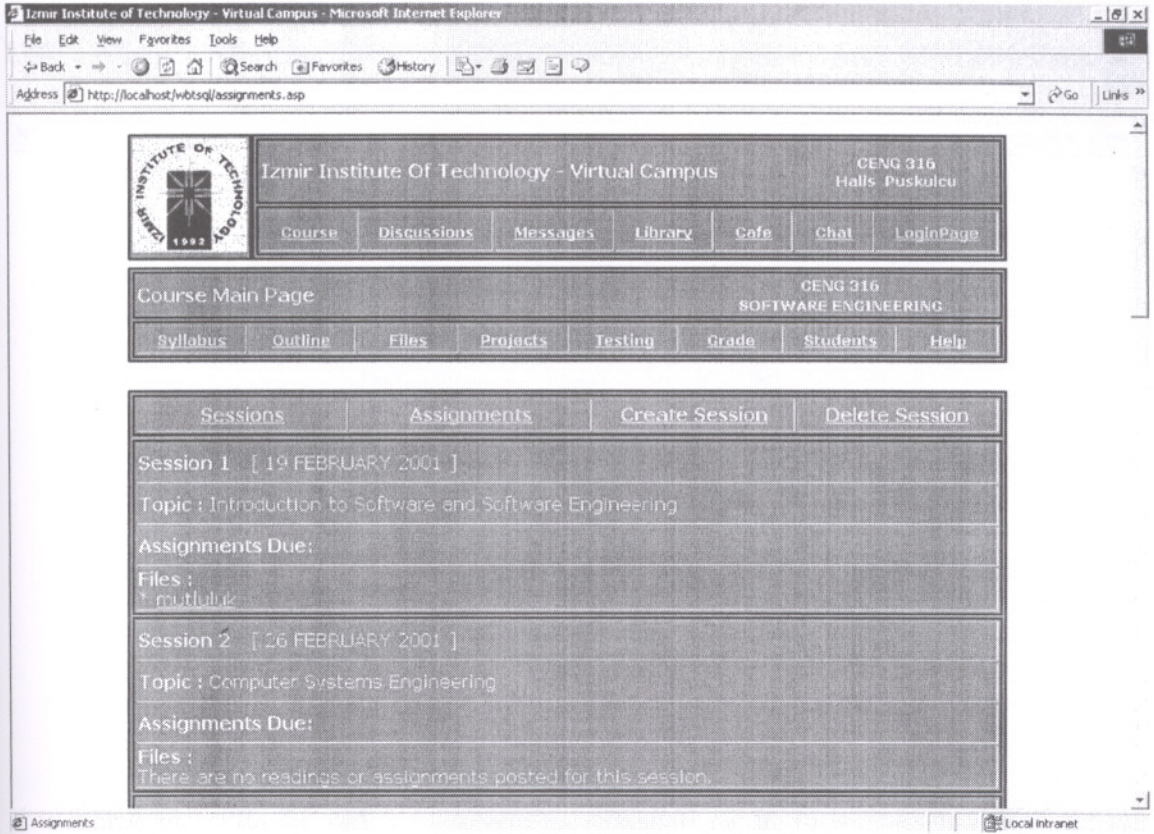 Izmir Institute of Technology - Virtual Campus - Microsoft Internet Explorer
File Edit View Favorites Tools Help
Back Search Favorites History
Address http://localhost/wbtsql/assignments.asp Go Links »
IZMIR INSTITUTE OF TECHNOLOGY
1992
Izmir Institute Of Technology - Virtual Campus
CENG 316
Halis Puskulcu
Course Discussions Messages Library Cafe Chat LoginPage
Course Main Page
CENG 316
SOFTWARE ENGINEERING
Syllabus Outline Files Projects Testing Grade Students Help
Sessions Assignments Create Session Delete Session
Session 1 [ 19 FEBRUARY 2001 ]
Topic : Introduction to Software and Software Engineering
Assignments Due:
Files :
* mutluluk
Session 2 [ 26 FEBRUARY 2001 ]
Topic : Computer Systems Engineering
Assignments Due:
Files :
There are no readings or assignments posted for this session.
Assignments Local intranet